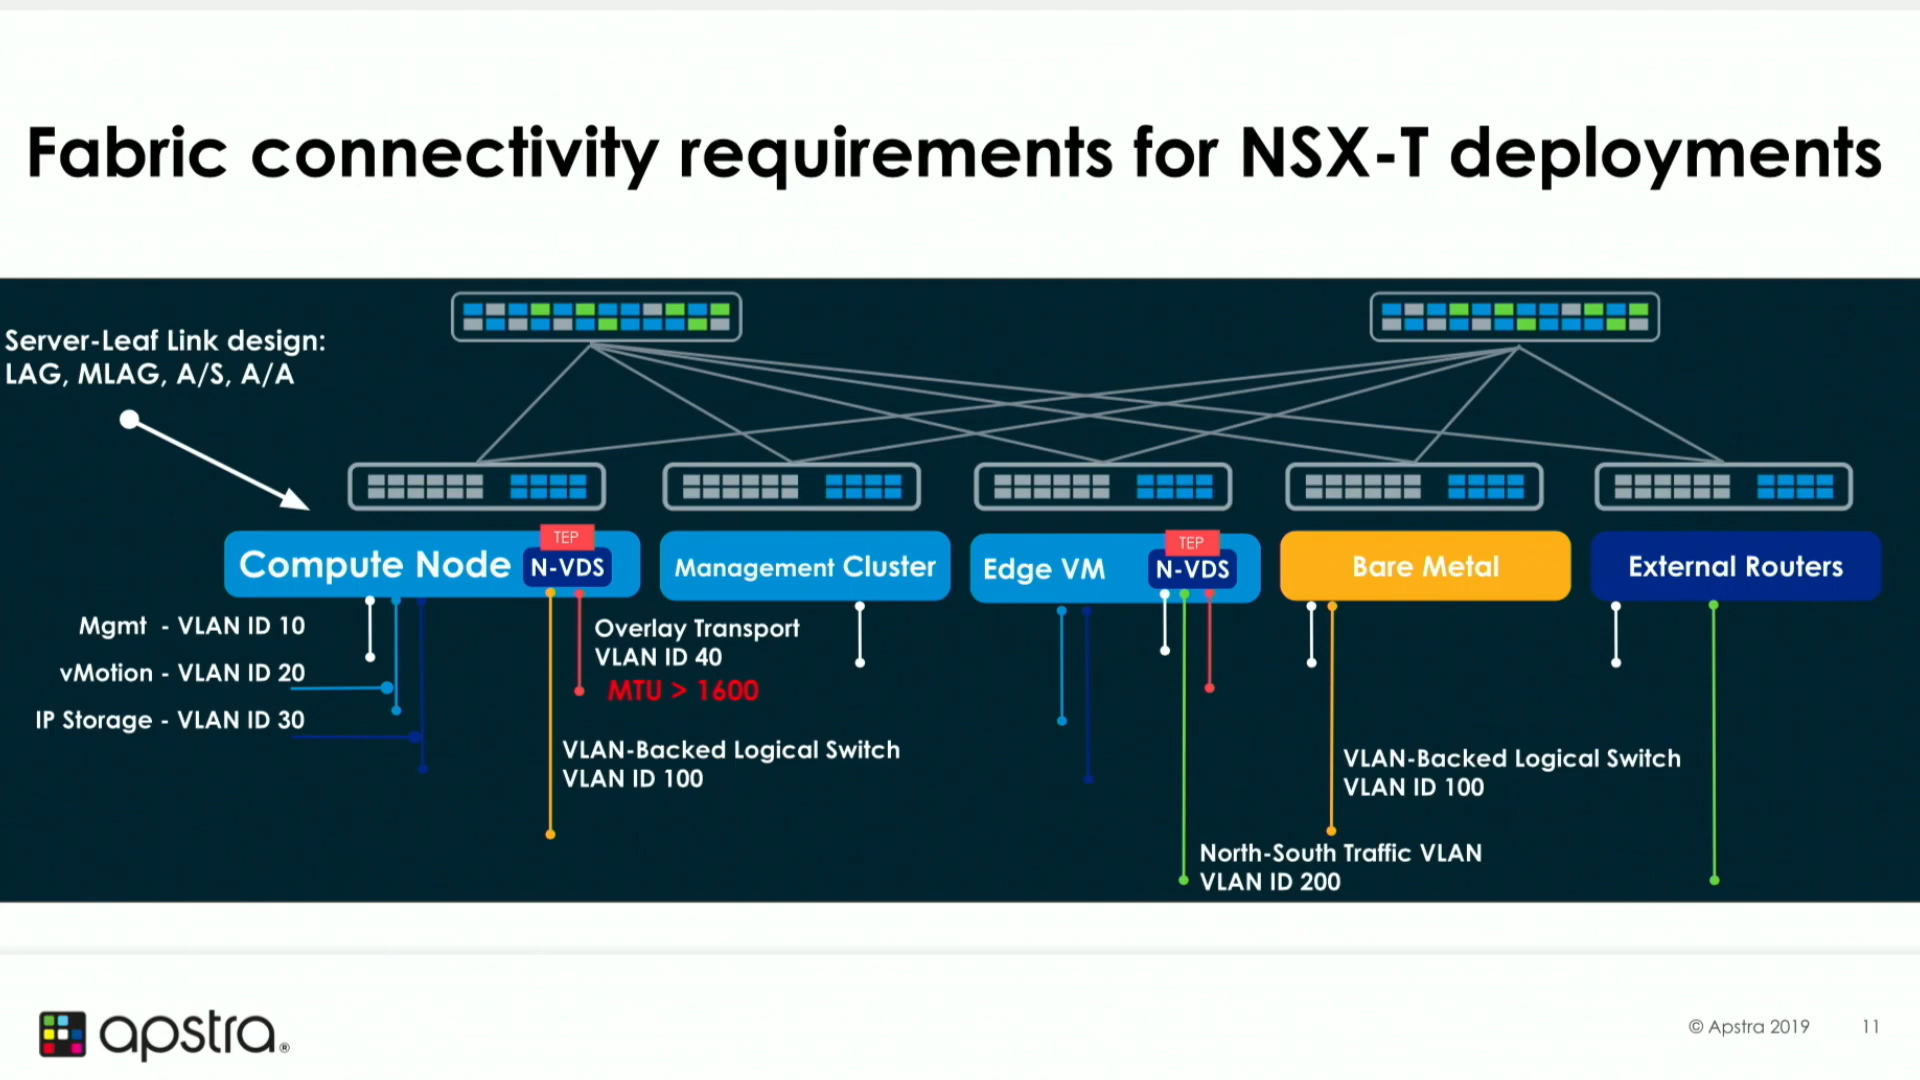 Fabric connectivity requirements for NSX-T deployments
Server-Leaf Link design:
LAG, MLAG, A/S, A/A
TEP
Compute Node
N-VDS
Management Cluster
TEP
Edge VM
N-VDS
Bare Metal
External Routers
Mgmt - VLAN ID 10
vMotion - VLAN ID 20
IP Storage - VLAN ID 30
Overlay Transport
VLAN ID 40
MTU > 1600
VLAN-Backed Logical Switch
VLAN ID 100
VLAN-Backed Logical Switch
VLAN ID 100
North-South Traffic VLAN
VLAN ID 200
apstra®
© Apstra 2019
11